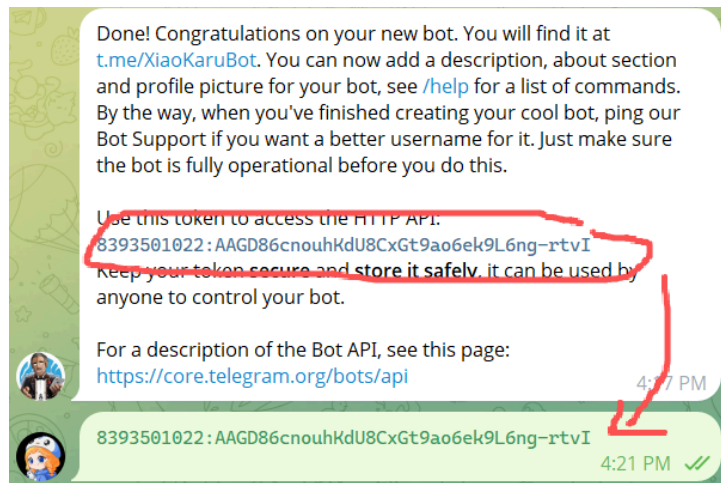 Done! Congratulations on your new bot. You will find it at
t.me/XiaoKaruBot. You can now add a description, about section
and profile picture for your bot, see /help for a list of commands.
By the way, when you've finished creating your cool bot, ping our
Bot Support if you want a better username for it. Just make sure
the bot is fully operational before you do this.
Use this token to access the HTTP API:
8393501022:AAGD86cnouhKdU8CxGt9ao6ek9L6ng-rtvI
Keep your token secure and store it safely, it can be used by
anyone to control your bot.
For a description of the Bot API, see this page:
https://core.telegram.org/bots/api
4:17 PM
8393501022:AAGD86cnouhKdU8CxGt9ao6ek9L6ng-rtvI
4:21 PM